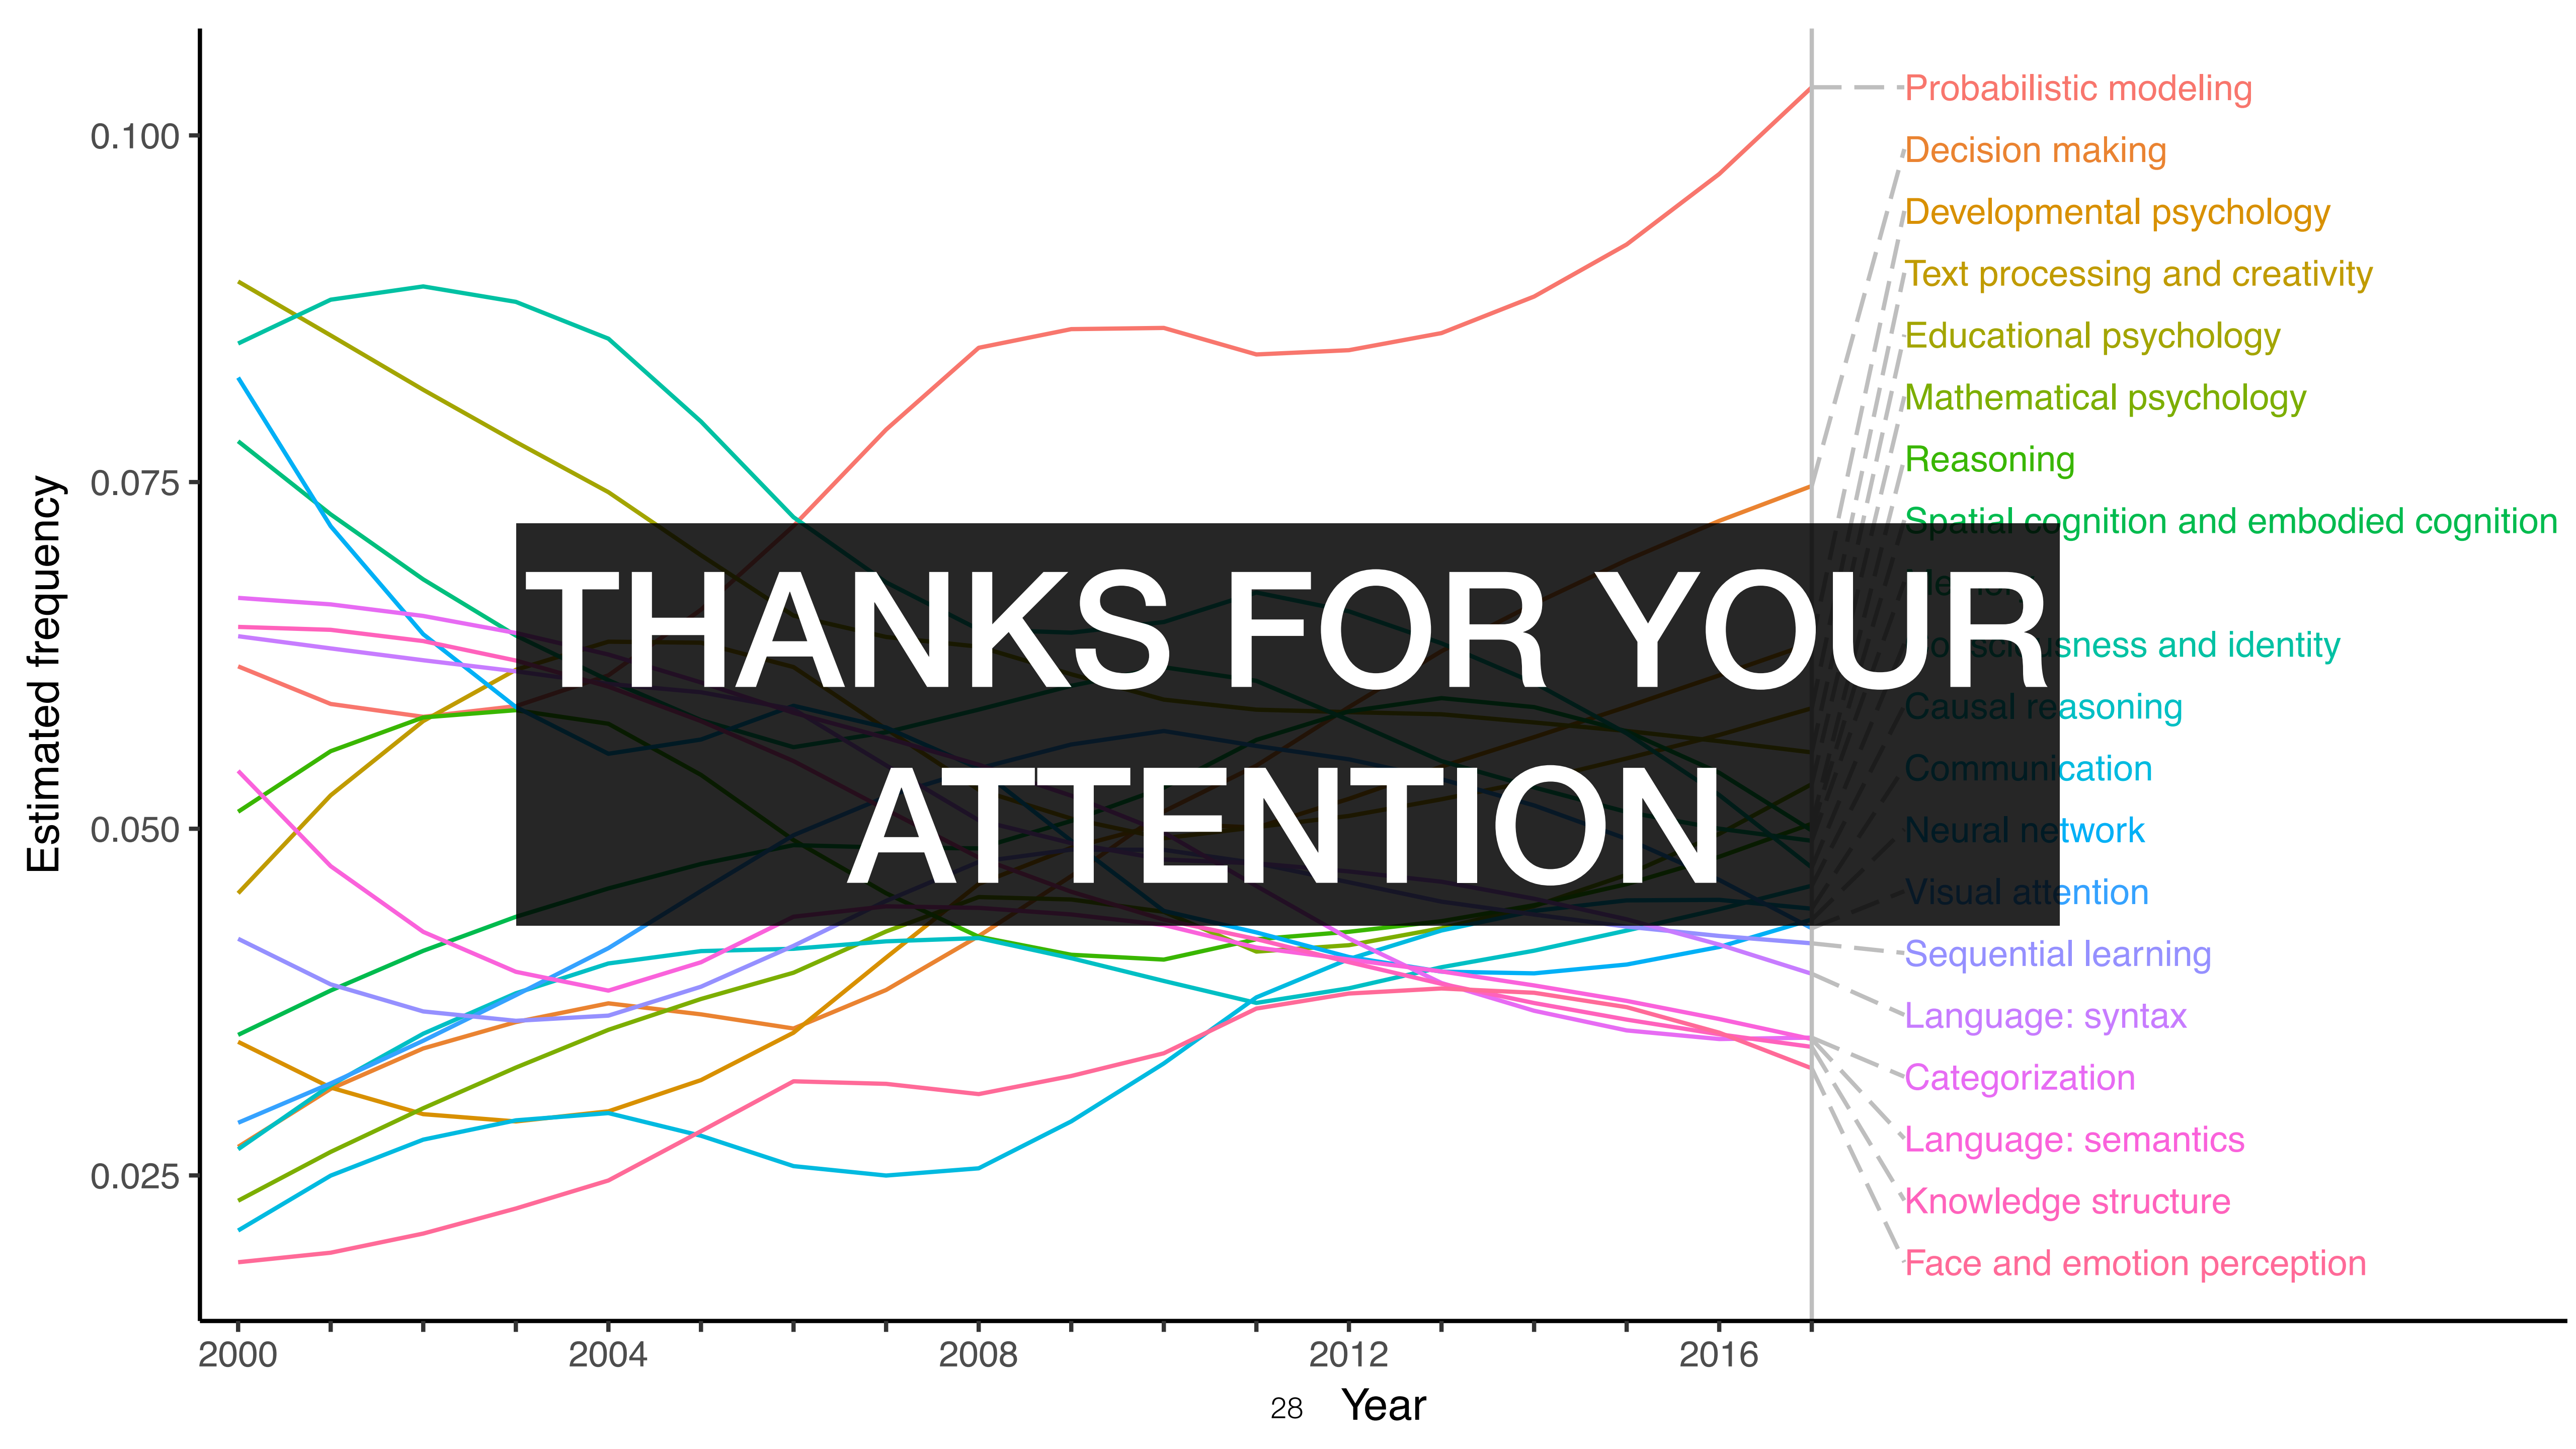 Probabilistic modeling
0.100
Decision making
Developmental psychology
Text processing and creativity
Educational psychology
Mathematical psychology
Reasoning
0.075
Spatial cognition and embodied cognition
THANKS FOR YOUR
ATTENTION
Memory
Consciousness and identity
Causal reasoning
Communication
Estimated frequency
0.050
Neural network
Visual attention
Sequential learning
Language: syntax
Categorization
Language: semantics
0.025
Knowledge structure
Face and emotion perception
2000 2004 2008 2012 2016
28 Year